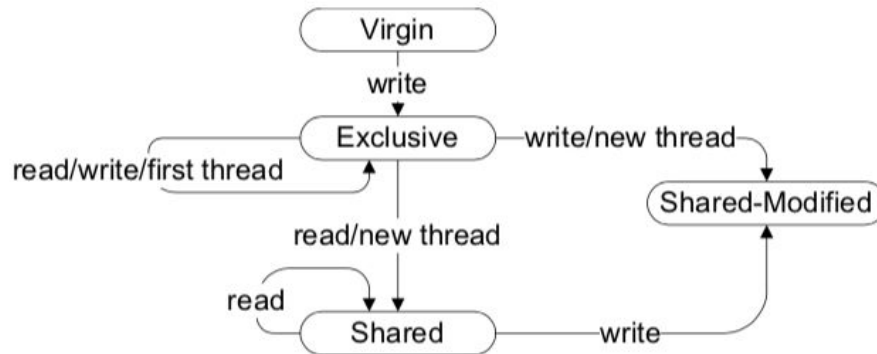 Virgin
write
Exclusive
write/new thread
read/write/first thread
Shared-Modified
read/new thread
read
Shared
write